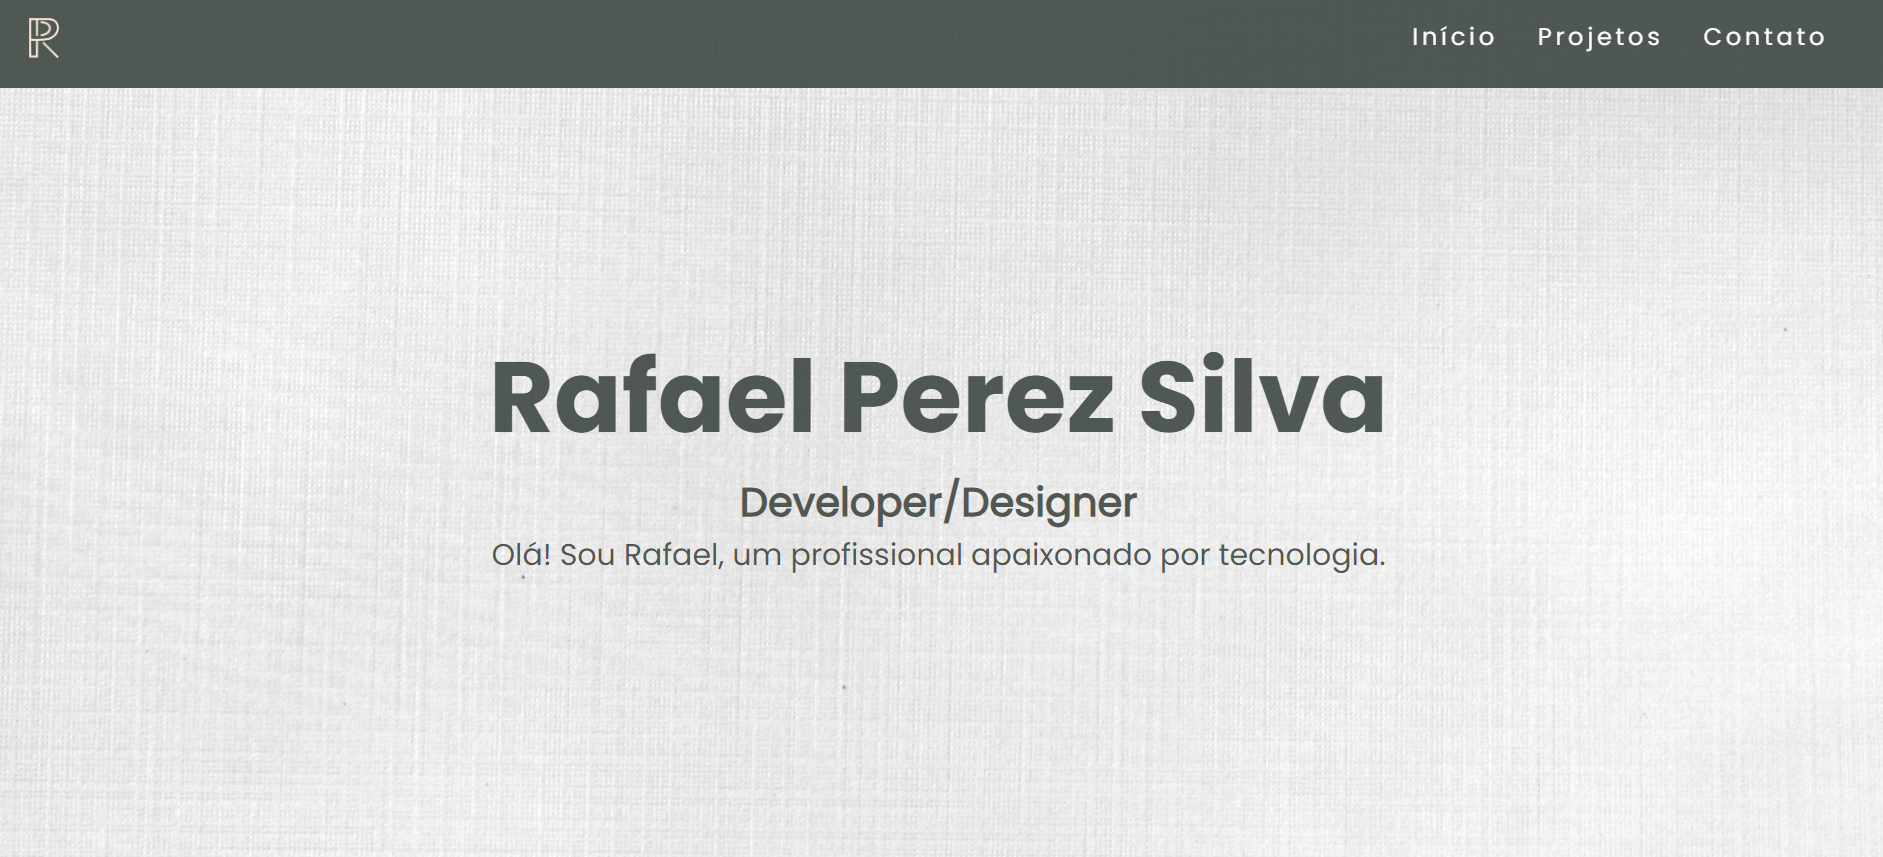 R
Início Projetos Contato
Rafael Perez Silva
Developer/Designer
Olá! Sou Rafael, um profissional apaixonado por tecnologia.